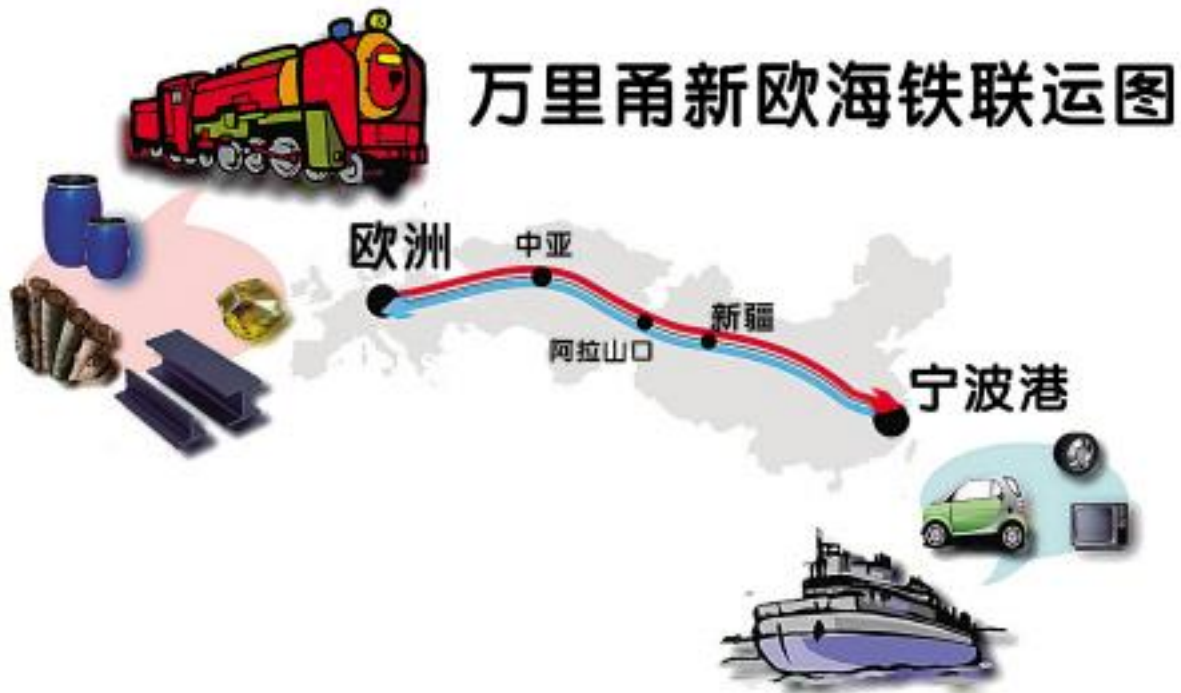 万里甬新欧海铁联运图
欧洲
中亚
新疆
阿拉山口
宁波港